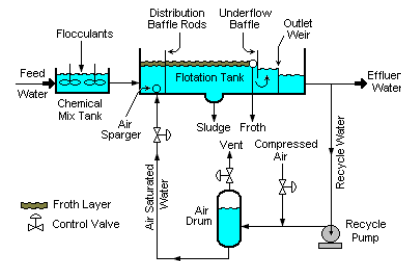 Distribution
Baffle Rods
Underflow
Baffle
Outlet
Weir
Flocculants
Feed
Water
Chemical
Mix Tank
Flotation Tank
Effluent
Water
Air
Sparger
Sludge
Froth
Vent
Compressed
Air
Air Saturated
Water
Recycle Water
Air
Drum
Recycle
Pump
Froth Layer
Control Valve